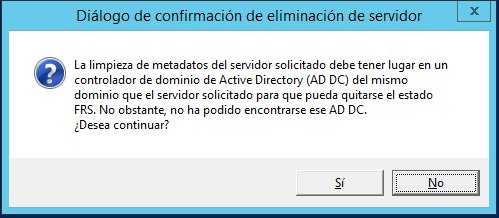 Diálogo de confirmación de eliminación de servidor
x
La limpieza de metadatos del servidor solicitado debe tener lugar en un
controlador de dominio de Active Directory (AD DC) del mismo
dominio que el servidor solicitado para que pueda quitarse el estado
FRS. No obstante, no ha podido encontrarse ese AD DC.
¿Desea continuar?
Sí
No